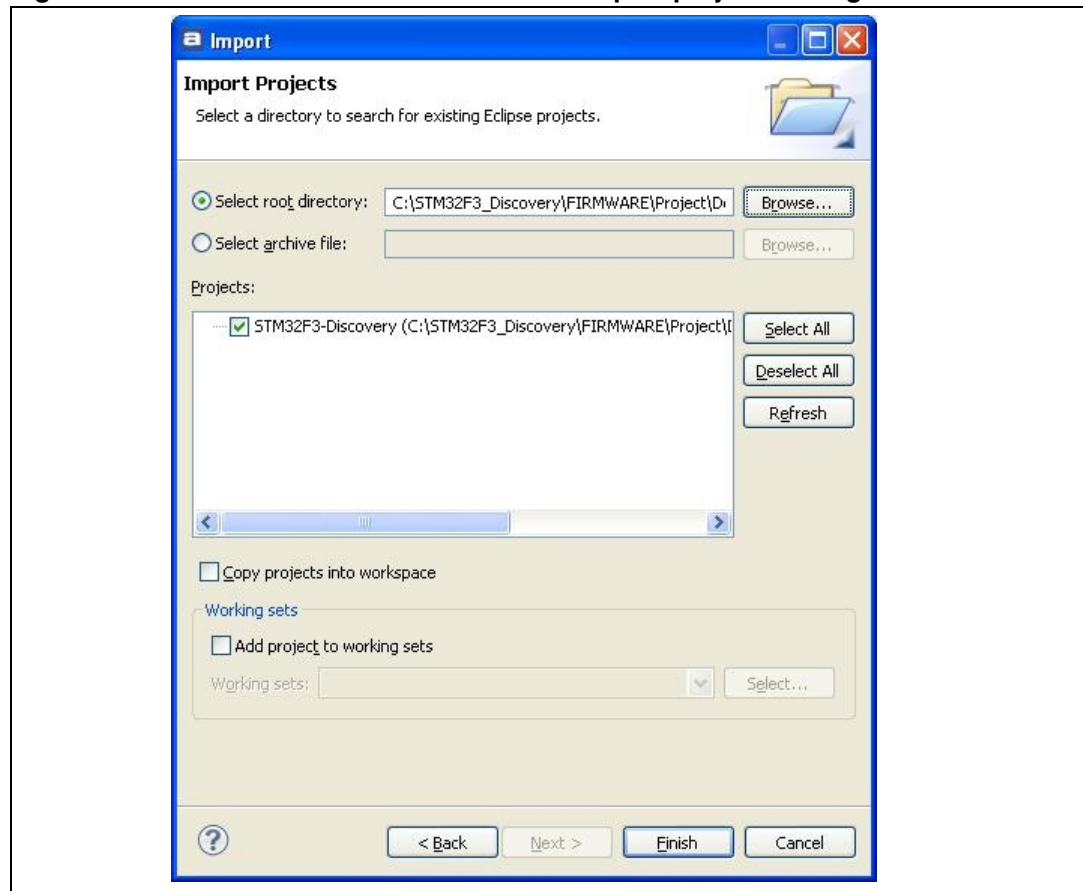 Import
Import Projects
Select a directory to search for existing Eclipse projects.
Select root directory: C:\STM32F3_Discovery\FIRMWARE\Project\D Browse...
Select archive file: Browse...
Projects:
STM32F3-Discovery (C:\STM32F3_Discovery\FIRMWARE\Project\ Select All
Deselect All
Refresh
Copy projects into workspace
Working sets
Add project to working sets
Working sets: Select...
? < Back Next > Finish Cancel